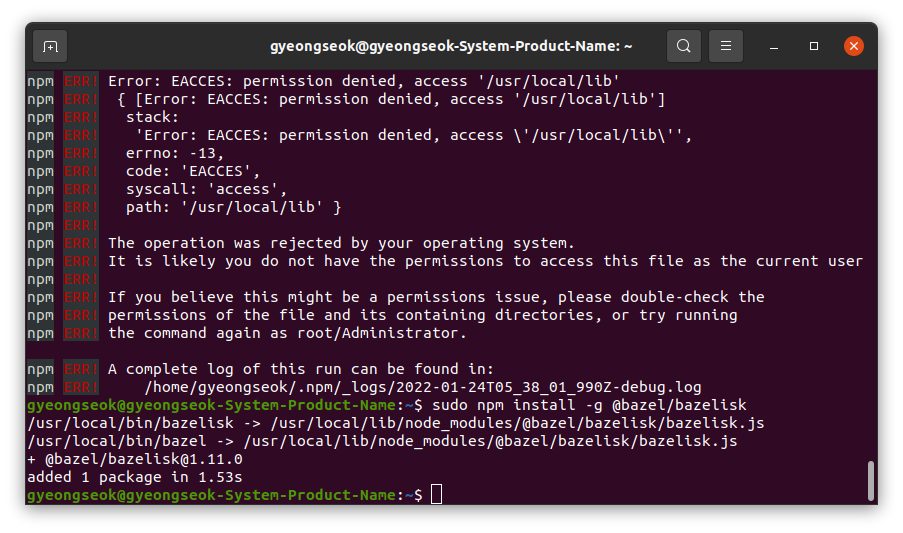 gyeongseok@gyeongseok-System-Product-Name: ~
npm ERR! Error: EACCES: permission denied, access '/usr/local/lib'
npm ERR!  { [Error: EACCES: permission denied, access '/usr/local/lib']
npm ERR!   stack:
npm ERR!    'Error: EACCES: permission denied, access \'/usr/local/lib\'',
npm ERR!   errno: -13,
npm ERR!   code: 'EACCES',
npm ERR!   syscall: 'access',
npm ERR!   path: '/usr/local/lib' }
npm ERR!
npm ERR! The operation was rejected by your operating system.
npm ERR! It is likely you do not have the permissions to access this file as the current user
npm ERR!
npm ERR! If you believe this might be a permissions issue, please double-check the
npm ERR! permissions of the file and its containing directories, or try running
npm ERR! the command again as root/Administrator.
npm ERR! A complete log of this run can be found in:
npm ERR!     /home/gyeongseok/.npm/_logs/2022-01-24T05_38_01_990Z-debug.log
gyeongseok@gyeongseok-System-Product-Name:~$ sudo npm install -g @bazel/bazelisk
/usr/local/bin/bazelisk -> /usr/local/lib/node_modules/@bazel/bazelisk/bazelisk.js
/usr/local/bin/bazel -> /usr/local/lib/node_modules/@bazel/bazelisk/bazelisk.js
+ @bazel/bazelisk@1.11.0
added 1 package in 1.53s
gyeongseok@gyeongseok-System-Product-Name:~$